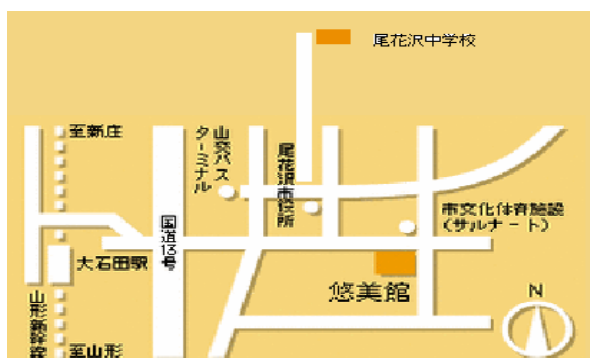 尾花沢中学校
至新庄
山交バス
ターミナル
尾花沢市役所
国道13号
市文化体育施設
(サルナート)
大石田駅
悠美館
N
山形新幹線
至山形